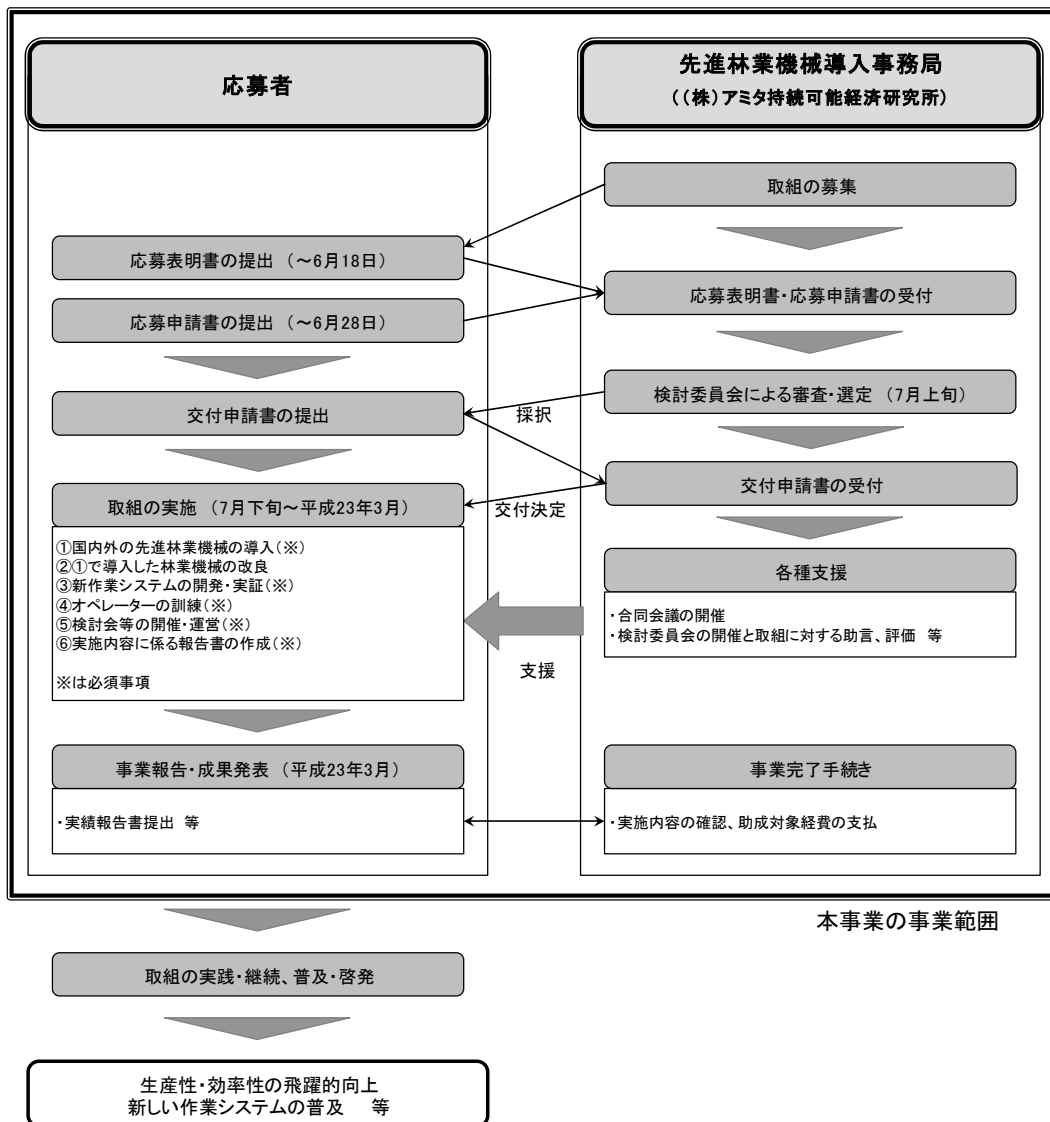 応募者
先進林業機械導入事務局
((株)アミタ持続可能経済研究所)
取組の募集
応募表明書の提出 (~6月18日)
応募表明書・応募申請書の受付
応募申請書の提出 (~6月28日)
検討委員会による審査・選定 (7月上旬)
採択
交付申請書の提出
交付申請書の受付
交付決定
取組の実施 (7月下旬~平成23年3月)
①国内外の先進林業機械の導入(※)
②①で導入した林業機械の改良
③新作業システムの開発・実証(※)
④オペレーターの訓練(※)
⑤検討会等の開催・運営(※)
⑥実施内容に係る報告書の作成(※)
※は必須事項
各種支援
・合同会議の開催
・検討委員会の開催と取組に対する助言、評価 等
支援
事業報告・成果発表 (平成23年3月)
・実績報告書提出 等
事業完了手続き
・実施内容の確認、助成対象経費の支払
本事業の事業範囲
取組の実践・継続、普及・啓発
生産性・効率性の飛躍的向上
新しい作業システムの普及 等